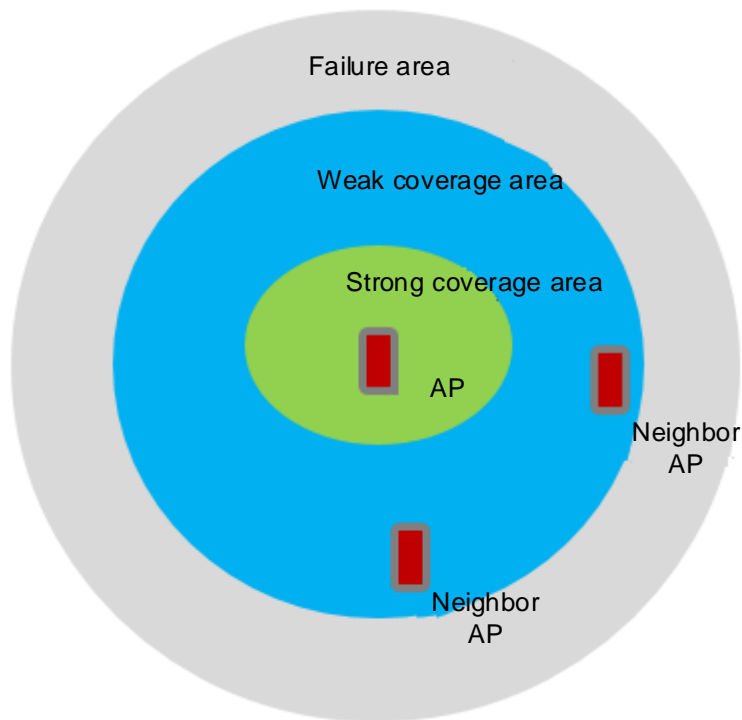 Failure area
Weak coverage area
Strong coverage area
AP
Neighbor
AP
Neighbor
AP